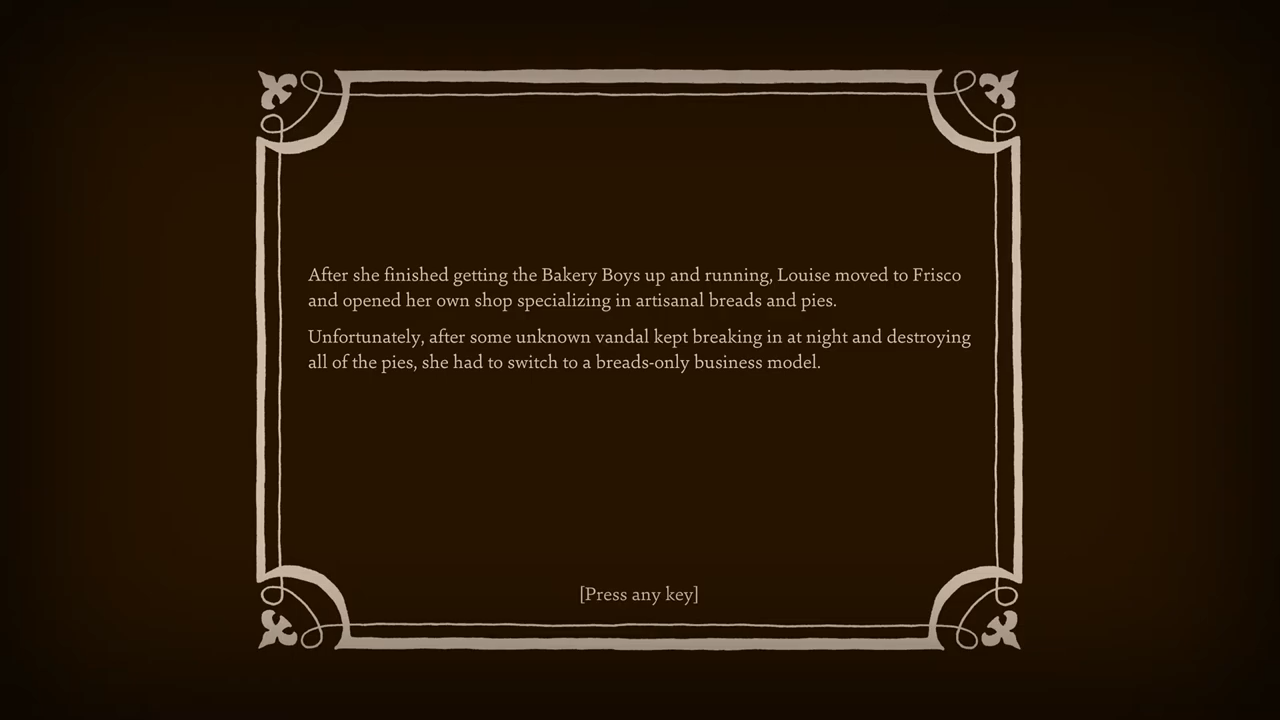 After she finished getting the Bakery Boys up and running, Louise moved to Frisco
and opened her own shop specializing in artisanal breads and pies.
Unfortunately, after some unknown vandal kept breaking in at night and destroying
all of the pies, she had to switch to a breads-only business model.
[Press any key]